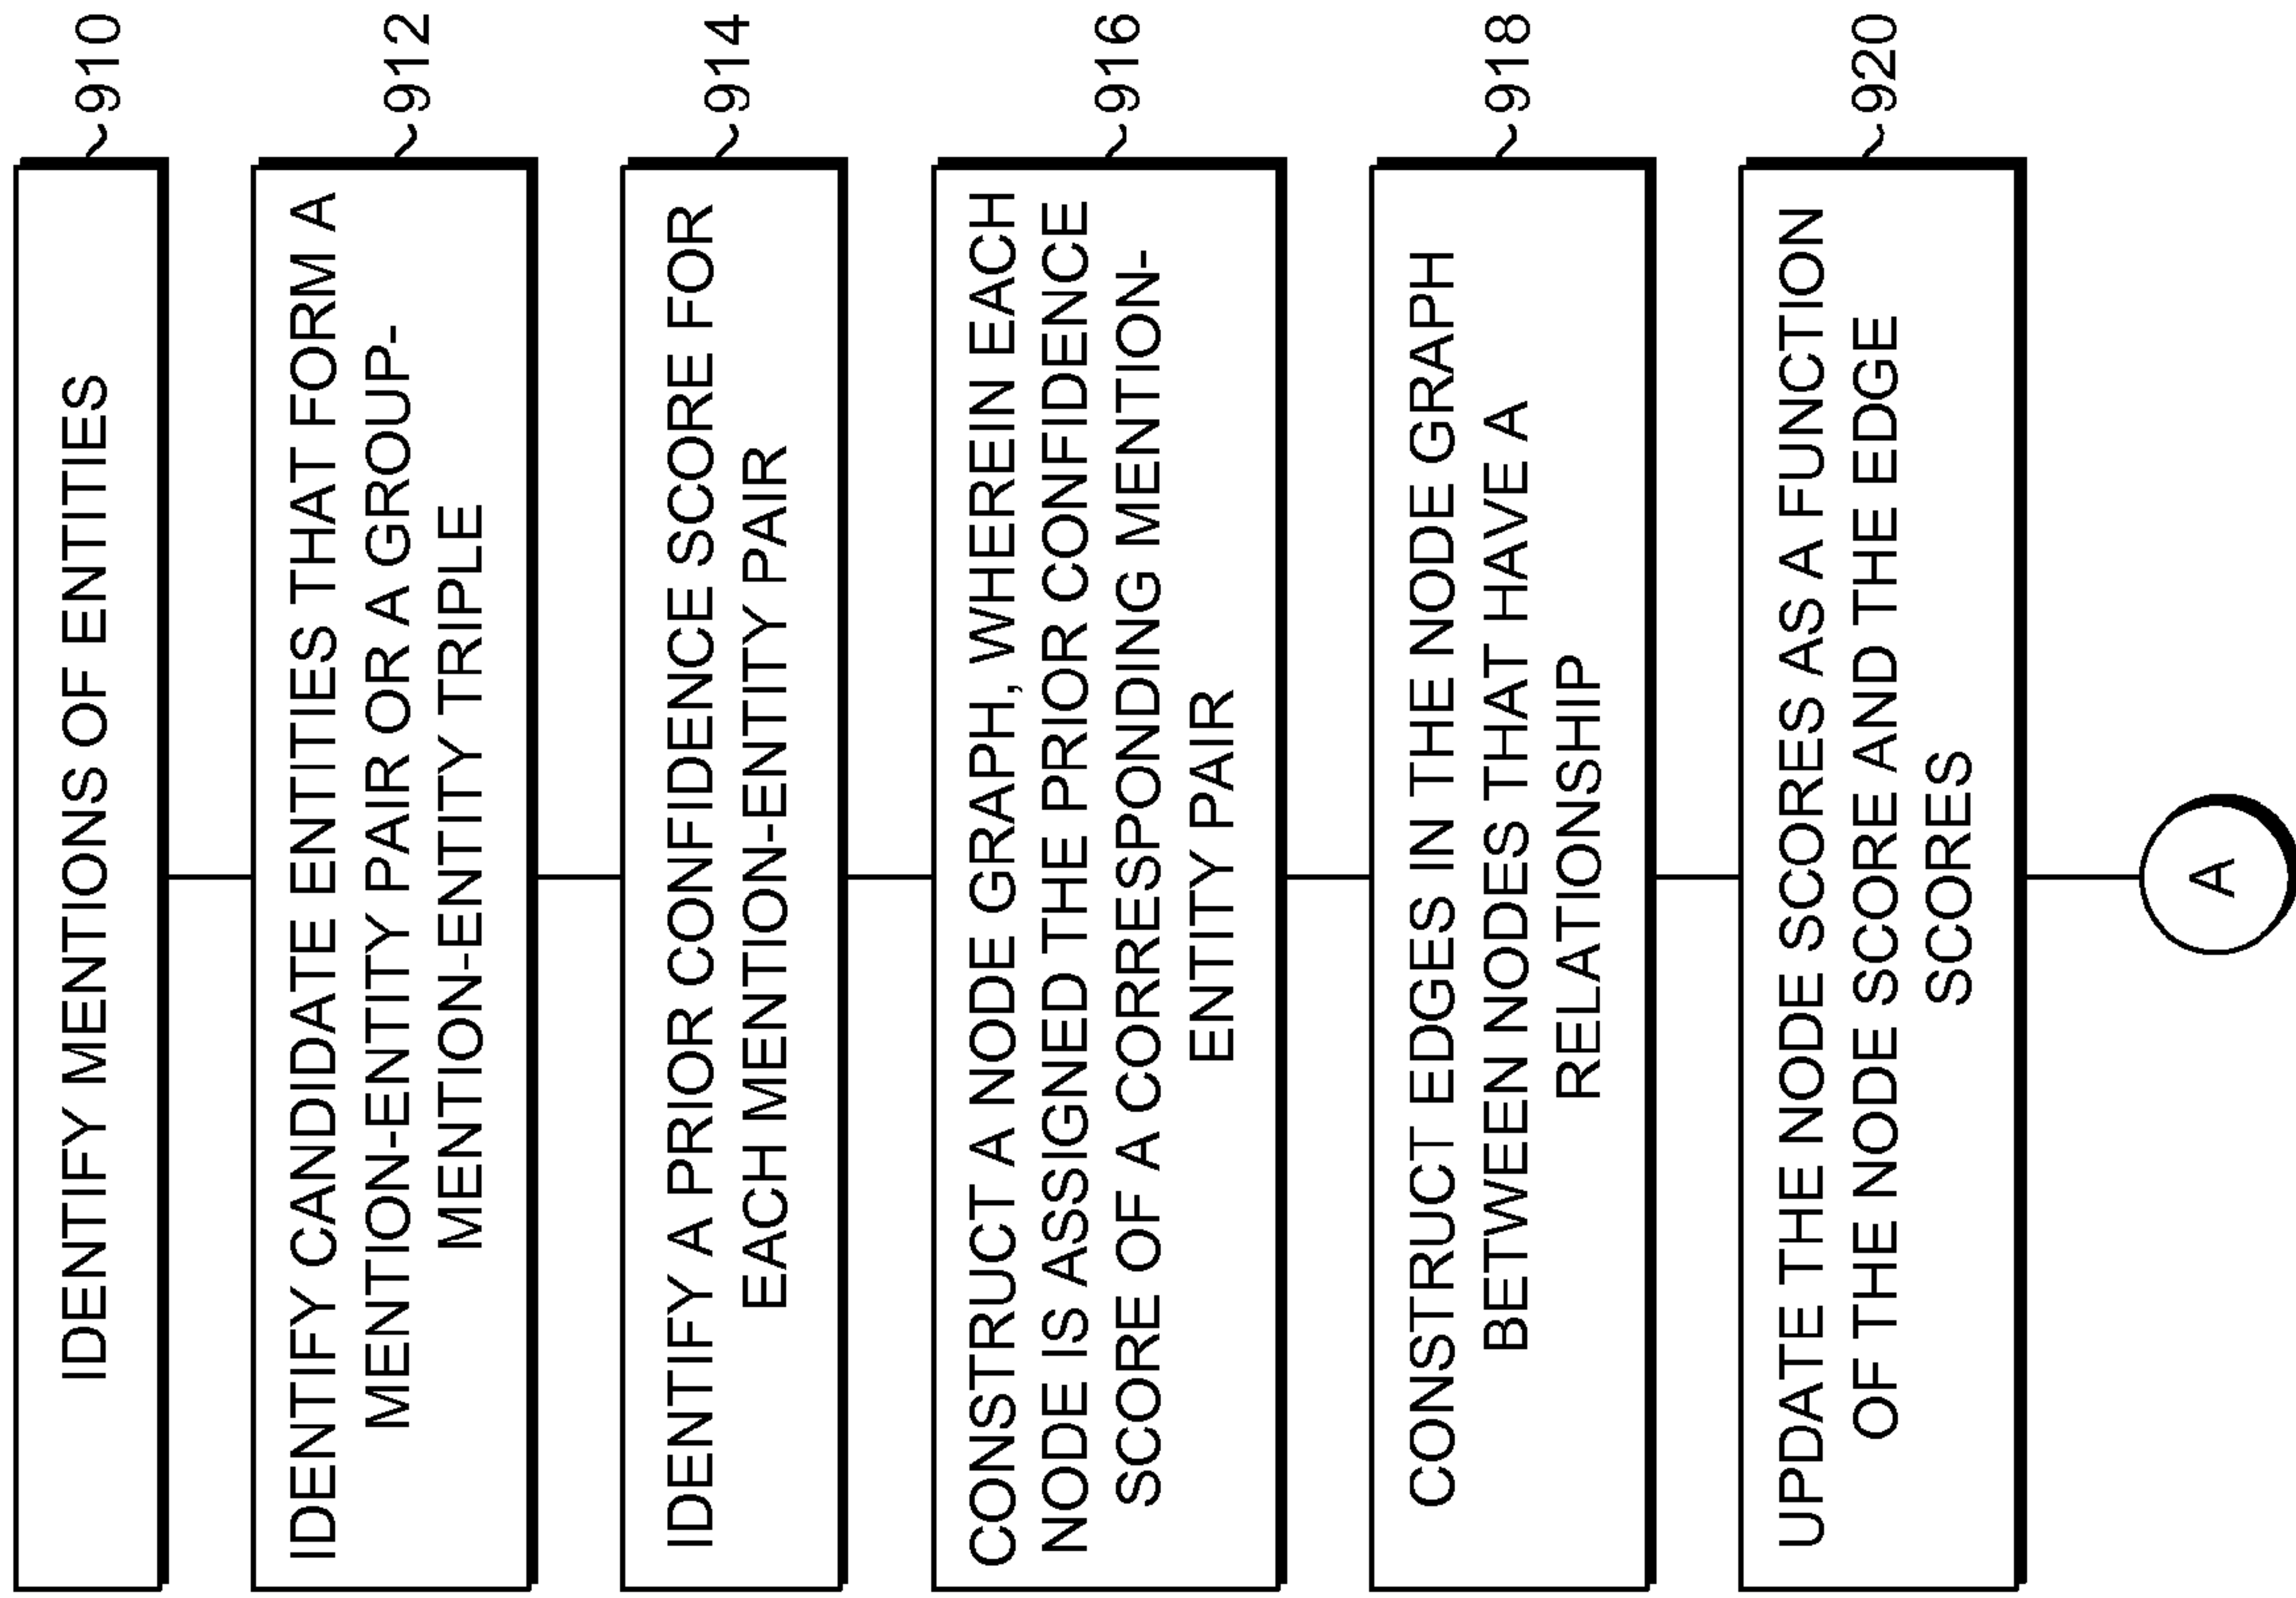 IDENTIFY MENTIONS OF ENTITIES
~910
IDENTIFY CANDIDATE ENTITIES THAT FORM A
MENTION-ENTITY PAIR OR A GROUP-
MENTION-ENTITY TRIPLE
~912
IDENTIFY A PRIOR CONFIDENCE SCORE FOR
EACH MENTION-ENTITY PAIR
~914
CONSTRUCT A NODE GRAPH, WHEREIN EACH
NODE IS ASSIGNED THE PRIOR CONFIDENCE
SCORE OF A CORRESPONDING MENTION-
ENTITY PAIR
~916
CONSTRUCT EDGES IN THE NODE GRAPH
BETWEEN NODES THAT HAVE A
RELATIONSHIP
~918
UPDATE THE NODE SCORES AS A FUNCTION
OF THE NODE SCORE AND THE EDGE
SCORES
~920
A